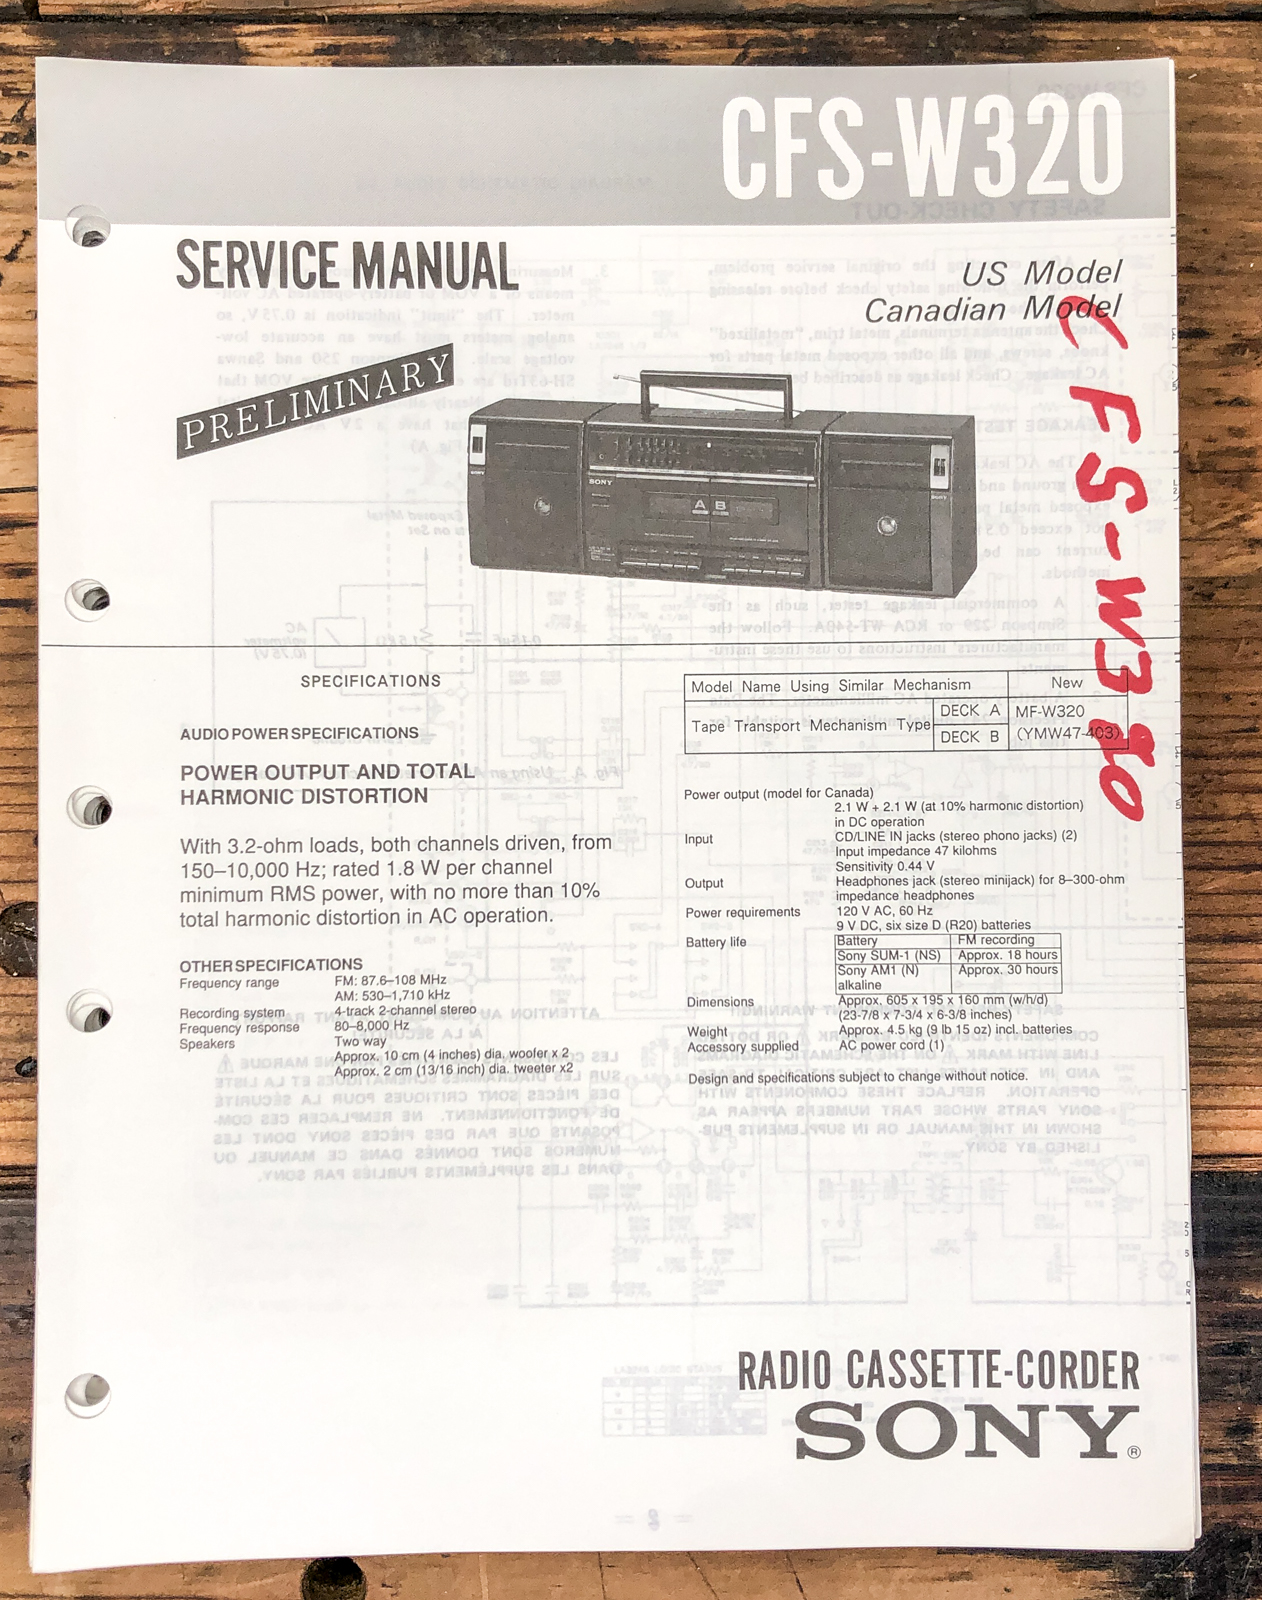 CFS-W320
SERVICE MANUAL
US Model
Canadian Model
PRELIMINARY
CFS-W320
SONY
A B
SPECIFICATIONS
AUDIO POWER SPECIFICATIONS
POWER OUTPUT AND TOTAL
HARMONIC DISTORTION
With 3.2-ohm loads, both channels driven, from
150–10,000 Hz; rated 1.8 W per channel
minimum RMS power, with no more than 10%
total harmonic distortion in AC operation.
OTHER SPECIFICATIONS
Frequency range FM: 87.6–108 MHz
AM: 530–1,710 kHz
Recording system 4-track 2-channel stereo
Frequency response 80–8,000 Hz
Speakers Two way
Approx. 10 cm (4 inches) dia. woofer x 2
Approx. 2 cm (13/16 inch) dia. tweeter x2
Model Name Using Similar Mechanism New
Tape Transport Mechanism Type DECK A MF-W320
DECK B (YMW47-403)
Power output (model for Canada)
2.1 W + 2.1 W (at 10% harmonic distortion)
in DC operation
Input CD/LINE IN jacks (stereo phono jacks) (2)
Input impedance 47 kilohms
Sensitivity 0.44 V
Output Headphones jack (stereo minijack) for 8–300-ohm
impedance headphones
Power requirements 120 V AC, 60 Hz
9 V DC, six size D (R20) batteries
Battery life Battery FM recording
Sony SUM-1 (NS) Approx. 18 hours
Sony AM1 (N) Approx. 30 hours
alkaline
Dimensions Approx. 605 x 195 x 160 mm (w/h/d)
(23-7/8 x 7-3/4 x 6-3/8 inches)
Weight Approx. 4.5 kg (9 lb 15 oz) incl. batteries
Accessory supplied AC power cord (1)
Design and specifications subject to change without notice.
RADIO CASSETTE-CORDER
SONY®